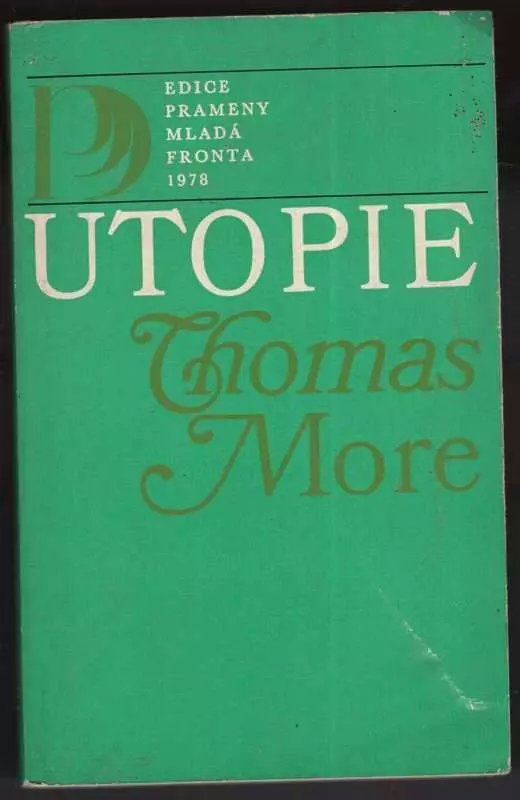 EDICE
PRAMENY
MLADÁ
FRONTA
1978
UTOPIE
Thomas
More